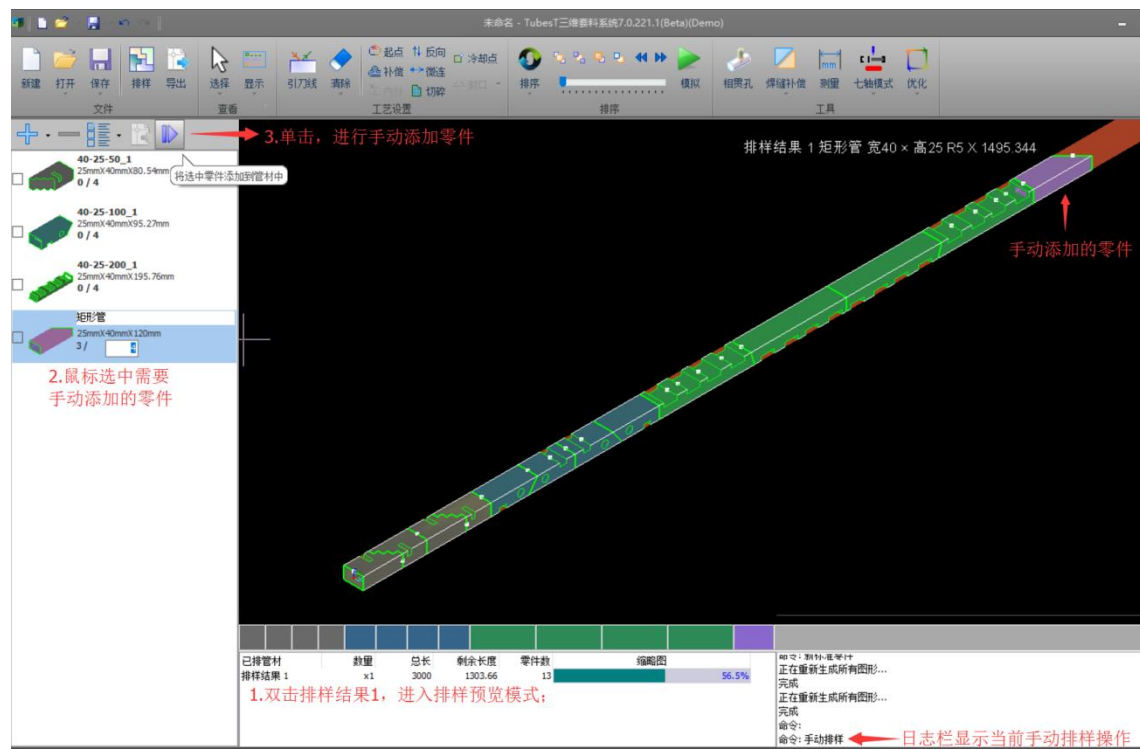 未命名 - TubesT三维套料系统7.0.221.1(Beta)(Demo)
新建 打开 保存 排样 导出 选择 显示 引刀线 清除 起点 反向 冷却点
补偿 微连
切碎
排序 模拟 相贯孔 焊缝补偿 测量 七轴模式 优化
文件 查看 工艺设置 排序 工具
3.单击，进行手动添加零件
将选中零件添加到管材中
40-25-50_1
25mmX40mmX80.54mm
0 / 4
40-25-100_1
25mmX40mmX95.27mm
0 / 4
40-25-200_1
25mmX40mmX195.76mm
0 / 4
矩形管
25mmX40mmX120mm
3 /
2.鼠标选中需要
手动添加的零件
排样结果 1 矩形管 宽40 × 高25 R5 X 1495.344
手动添加的零件
已排管材 数量 总长 剩余长度 零件数 缩略图
排样结果 1 x1 3000 1303.66 13 56.5%
1.双击排样结果1，进入排样预览模式；
正在重新生成所有图形...
完成
正在重新生成所有图形...
完成
命令:
命令: 手动排样
日志栏显示当前手动排样操作